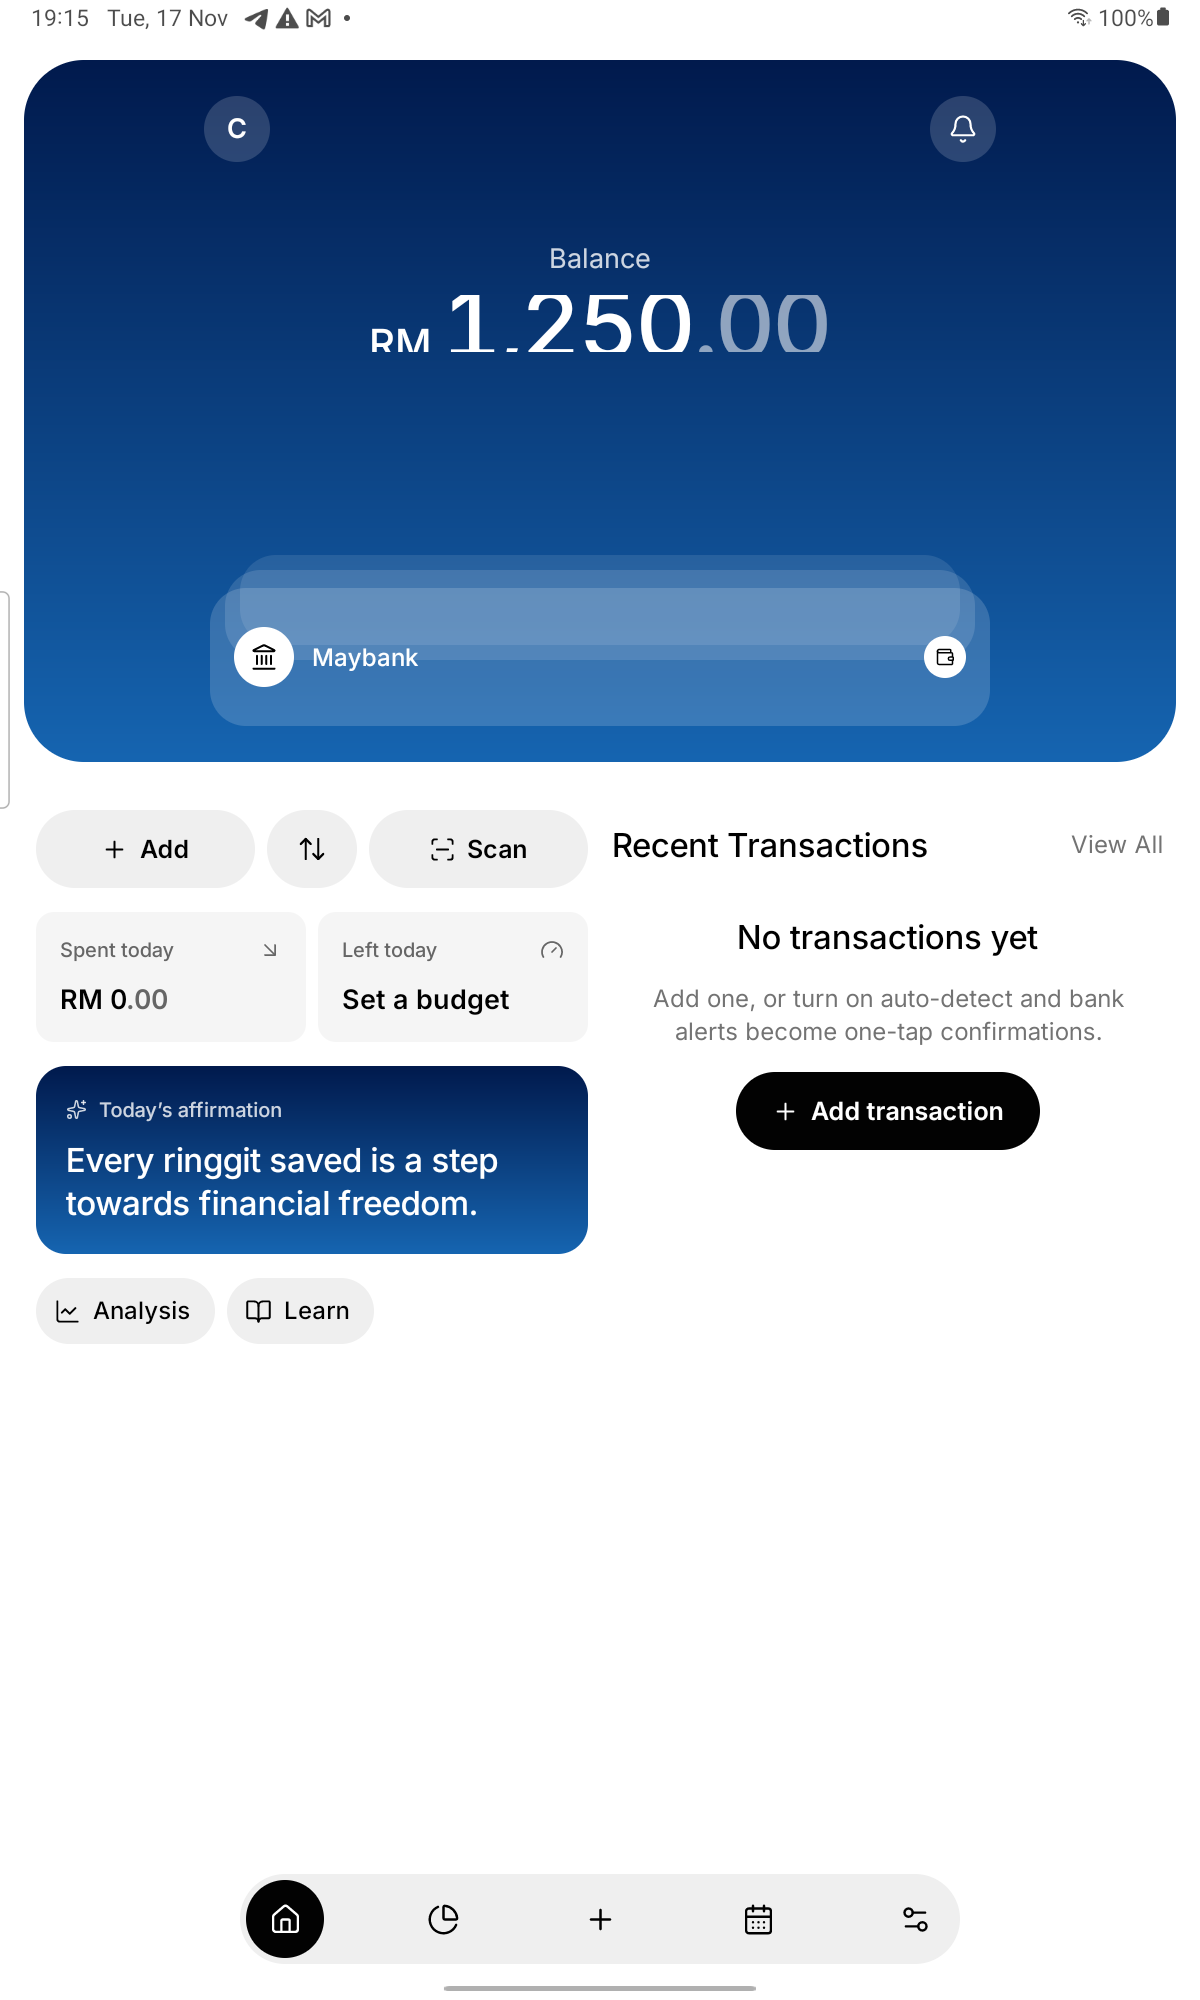 19:15 Tue, 17 Nov
100%
C
Balance
RM 1,250.00
Maybank
Add
Scan
Recent Transactions
View All
Spent today
RM 0.00
Left today
Set a budget
No transactions yet
Add one, or turn on auto-detect and bank
alerts become one-tap confirmations.
Add transaction
Today’s affirmation
Every ringgit saved is a step
towards financial freedom.
Analysis
Learn